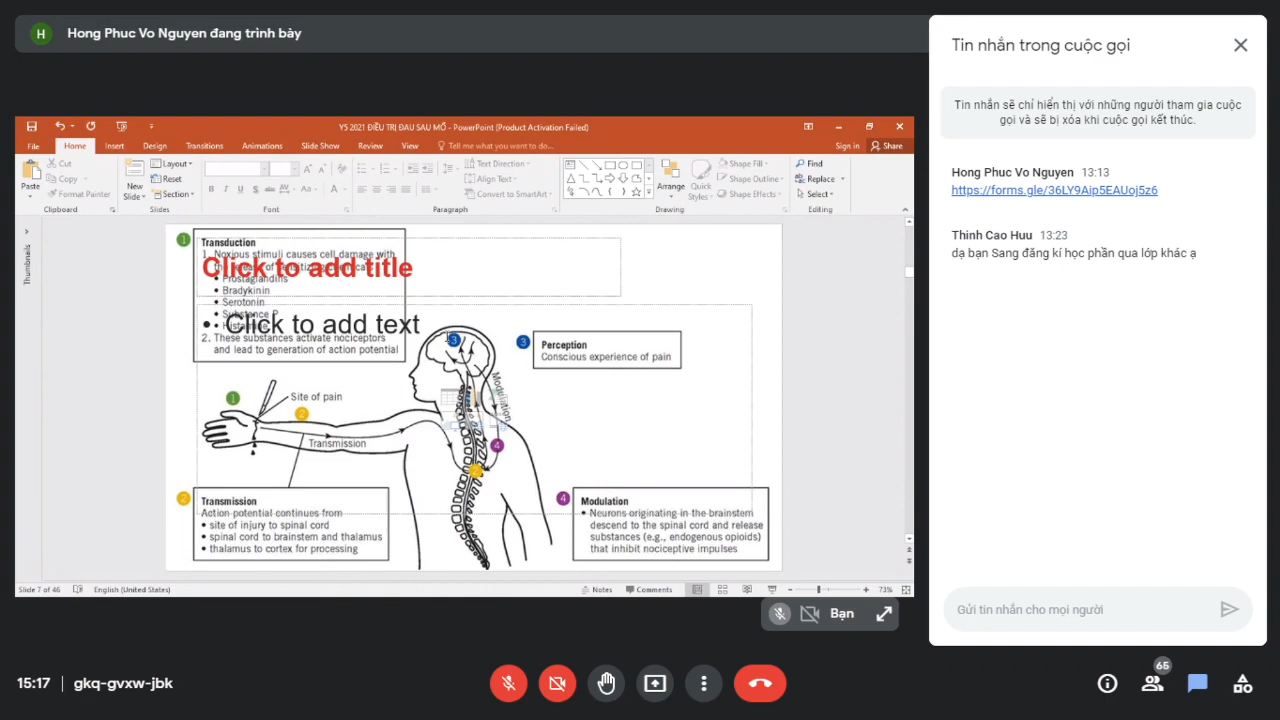 H Hong Phuc Vo Nguyen đang trình bày
Tin nhắn trong cuộc gọi
Tin nhắn sẽ chỉ hiển thị với những người tham gia cuộc
gọi và sẽ bị xóa khi cuộc gọi kết thúc.
Hong Phuc Vo Nguyen 13:13
https://forms.gle/36LY9Aip5EAUoj5z6
Thinh Cao Huu 13:23
dạ bạn Sang đăng kí học phần qua lớp khác ạ
Gửi tin nhắn cho mọi người
Y5 2021 ĐIỀU TRỊ ĐAU SAU MỔ - PowerPoint (Product Activation Failed)
File Home Insert Design Transitions Animations Slide Show Review View Tell me what you want to do... Sign in Share
Paste
Cut
Copy
Format Painter
Clipboard
New
Slide
Layout
Reset
Section
Slides
Font
Text Direction
Align Text
Convert to SmartArt
Paragraph
Arrange
Quick
Styles
Shape Fill
Shape Outline
Shape Effects
Drawing
Find
Replace
Select
Editing
Thumbnails
1 Transduction
1. Noxious stimuli causes cell damage with
Click to add title
• Prostaglandins
• Bradykinin
• Serotonin
• Substance P
• Histamine
• Click to add text
2. These substances activate nociceptors
and lead to generation of action potential
3
3 Perception
Conscious experience of pain
1
Site of pain
2
Transmission
Modulation
4
2 Transmission
Action potential continues from
• site of injury to spinal cord
• spinal cord to brainstem and thalamus
• thalamus to cortex for processing
4 Modulation
• Neurons originating in the brainstem
descend to the spinal cord and release
substances (e.g., endogenous opioids)
that inhibit nociceptive impulses
Slide 7 of 46 English (United States) Notes Comments 73%
Bạn
15:17 | gkq-gvxw-jbk
65